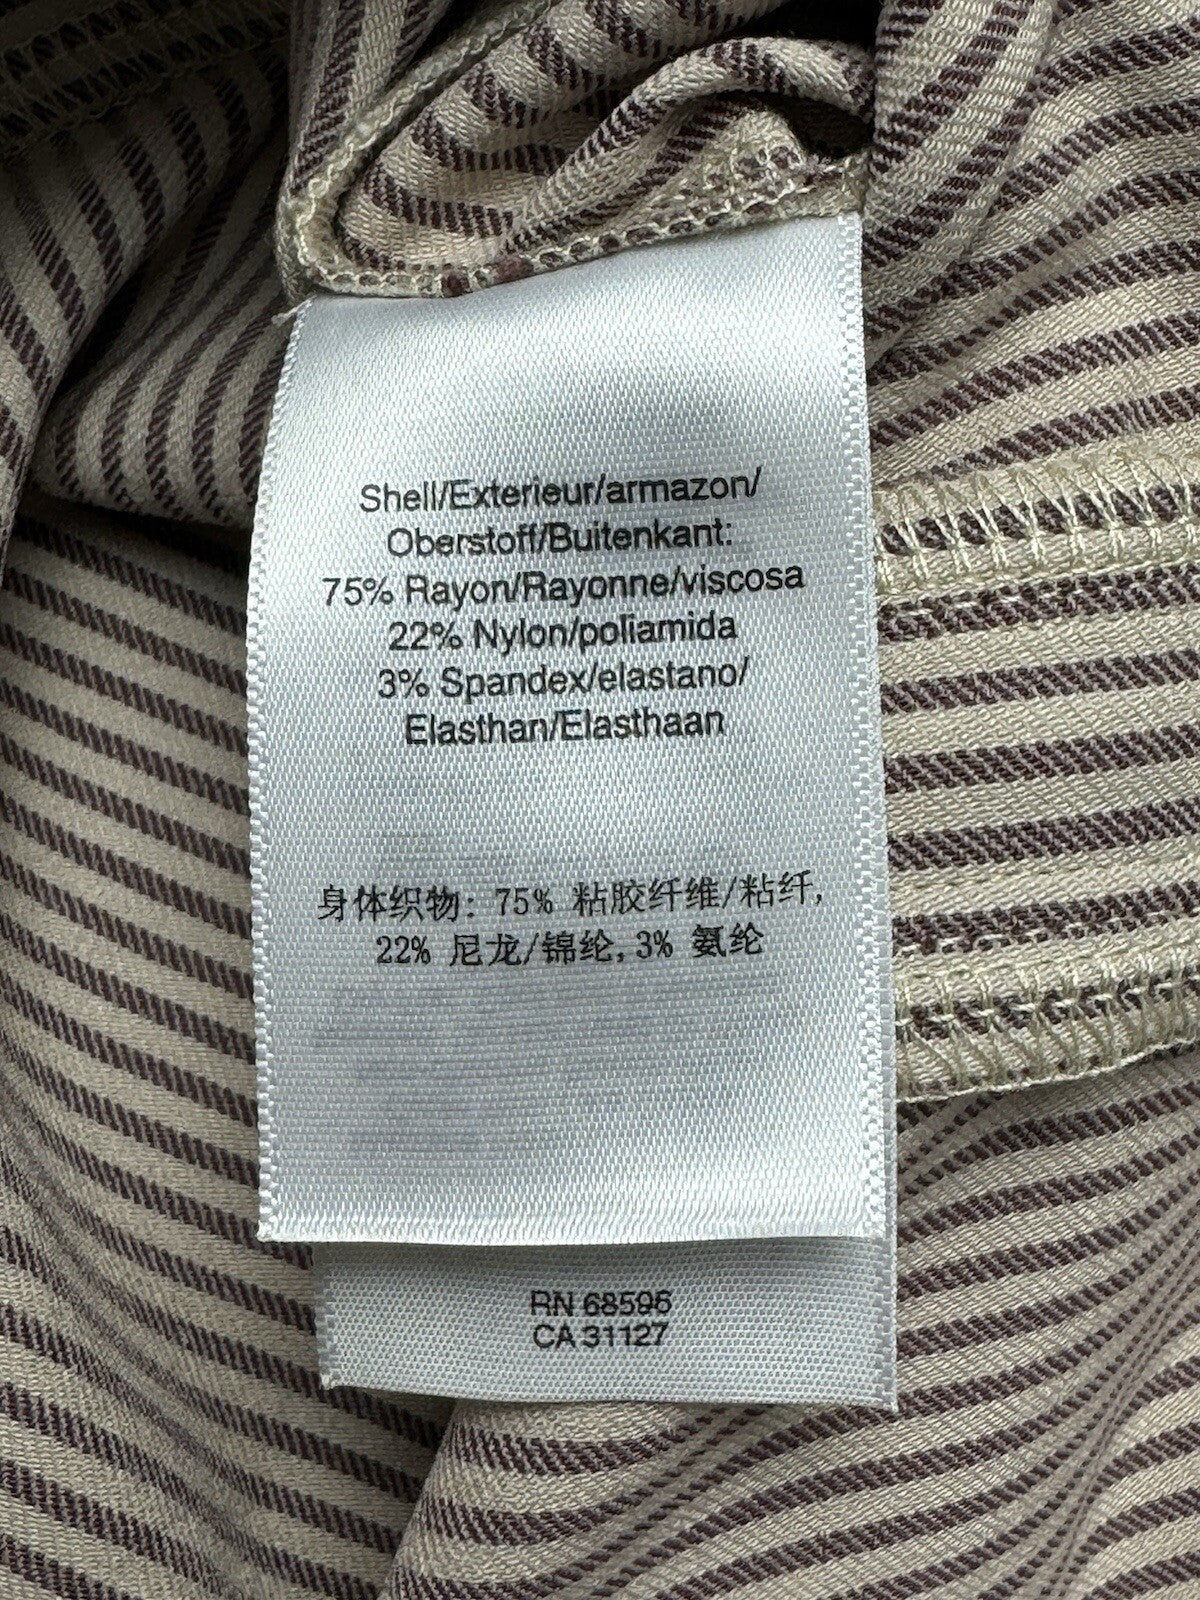 Shell/Exterieur/armazon/
Oberstoff/Buitenkant:
75% Rayon/Rayonne/viscosa
22% Nylon/poliamida
3% Spandex/elastano/
Elasthan/Elasthaan
身体织物: 75% 粘胶纤维/粘纤,
22% 尼龙/锦纶, 3% 氨纶
RN 68596
CA 31127